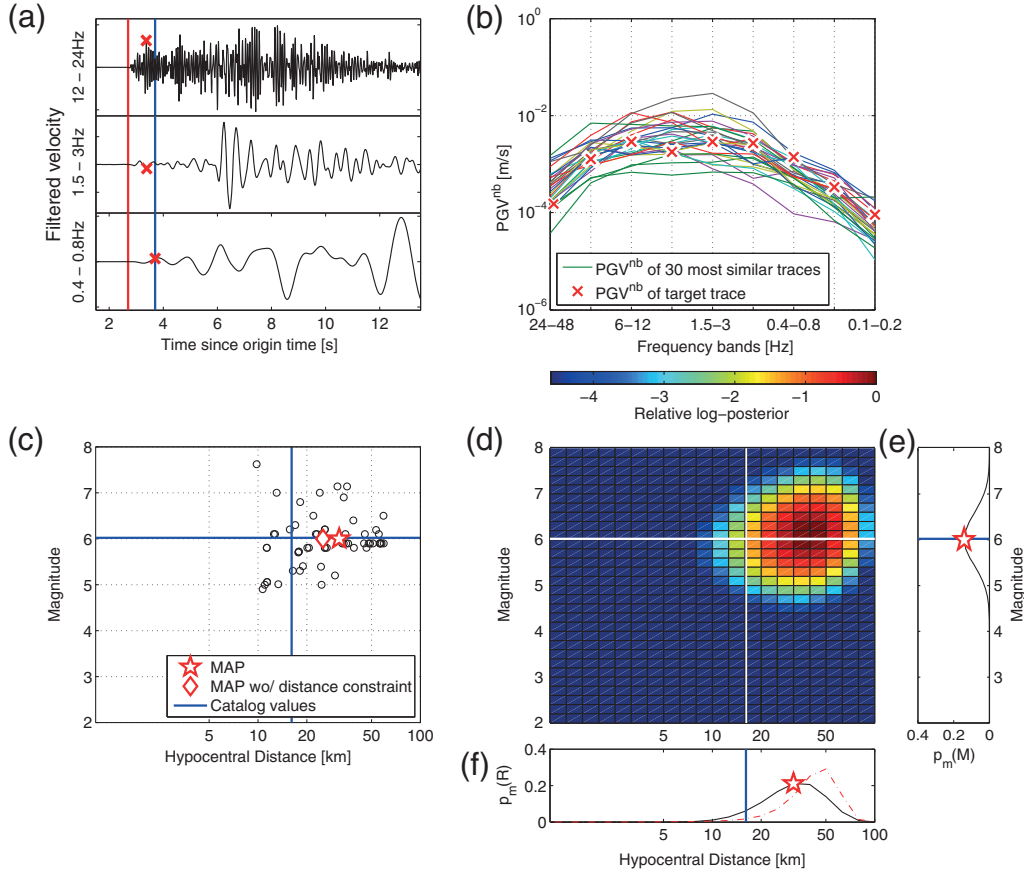 (a)
Filtered velocity
12 – 24Hz
1.5 – 3Hz
0.4 – 0.8Hz
2 4 6 8 10 12
Time since origin time [s]
(b)
PGV^nb [m/s]
10^0
10^−2
10^−4
10^−6
PGV^nb of 30 most similar traces
PGV^nb of target trace
24−48 6−12 1.5−3 0.4−0.8 0.1−0.2
Frequency bands [Hz]
−4 −3 −2 −1 0
Relative log−posterior
(c)
Magnitude
8
7
6
5
4
3
2
MAP
MAP wo/ distance constraint
Catalog values
5 10 20 50 100
Hypocentral Distance [km]
(d)
Magnitude
8
7
6
5
4
3
2
5 10 20 50
(e)
8
7
6
5
4
3
2
Magnitude
0.4 0.2 0
p_m(M)
(f)
p_m(R)
0.4
0.2
0
5 10 20 50 100
Hypocentral Distance [km]